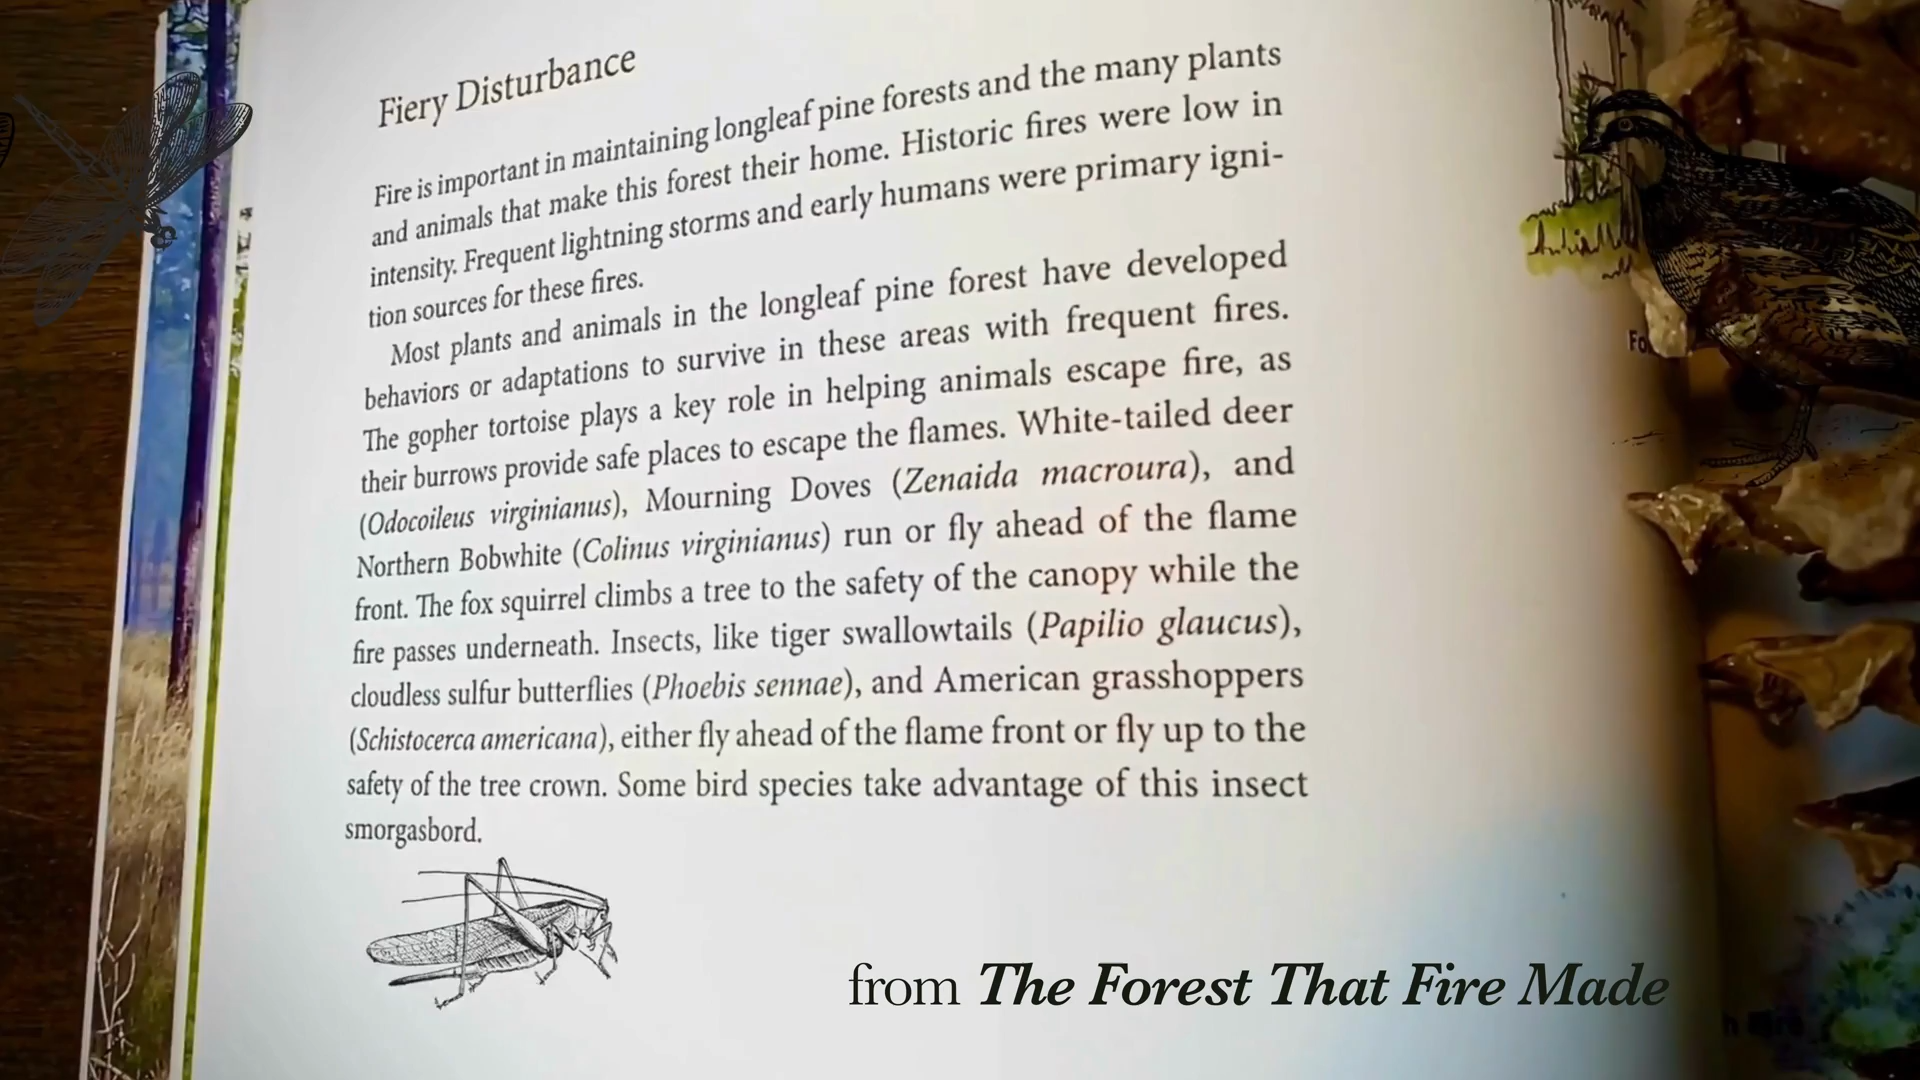 Fiery Disturbance
Fire is important in maintaining longleaf pine forests and the many plants
and animals that make this forest their home. Historic fires were low in
intensity. Frequent lightning storms and early humans were primary igni-
tion sources for these fires.
Most plants and animals in the longleaf pine forest have developed
behaviors or adaptations to survive in these areas with frequent fires.
The gopher tortoise plays a key role in helping animals escape fire, as
their burrows provide safe places to escape the flames. White-tailed deer
(Odocoileus virginianus), Mourning Doves (Zenaida macroura), and
Northern Bobwhite (Colinus virginianus) run or fly ahead of the flame
front. The fox squirrel climbs a tree to the safety of the canopy while the
fire passes underneath. Insects, like tiger swallowtails (Papilio glaucus),
cloudless sulfur butterflies (Phoebis sennae), and American grasshoppers
(Schistocerca americana), either fly ahead of the flame front or fly up to the
safety of the tree crown. Some bird species take advantage of this insect
smorgasbord.
from The Forest That Fire Made